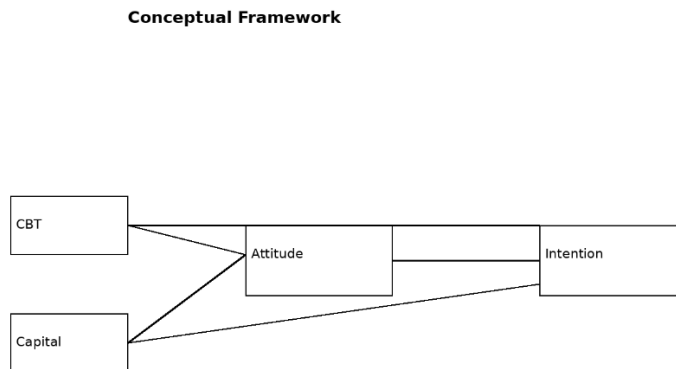 Conceptual Framework
CBT
Attitude
Intention
Capital